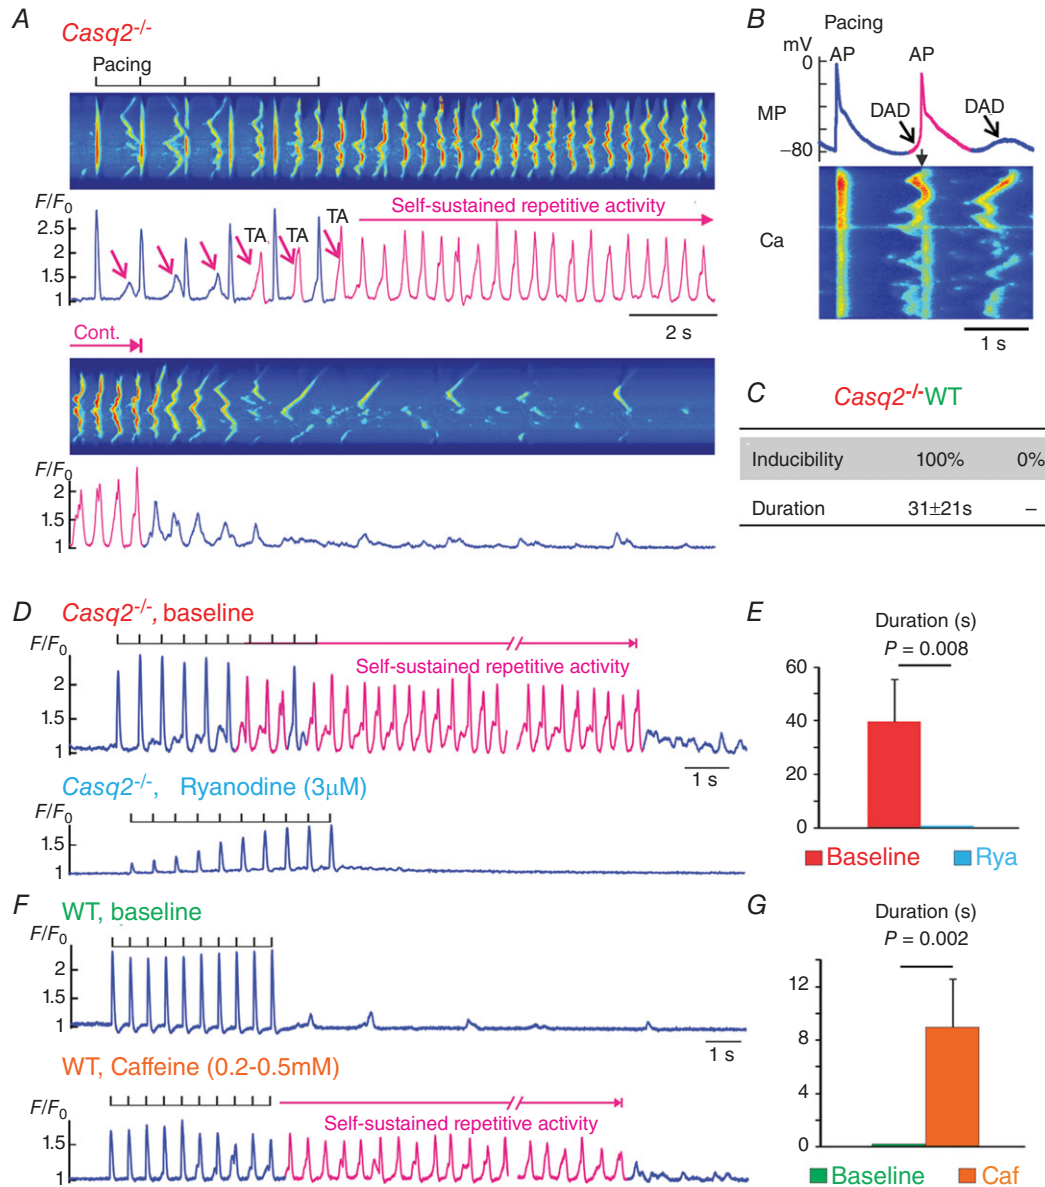 A
Casq2-/-
Pacing
F/F0
2.5
2
1.5
1
TA
TA
TA
Self-sustained repetitive activity
2 s
Cont.
F/F0
2
1.5
1
B
Pacing
mV
0
AP
AP
MP
DAD
DAD
−80
Ca
1 s
C
Casq2-/-WT
Inducibility 100% 0%
Duration 31±21s –
D
Casq2-/-, baseline
F/F0
2
1.5
1
Self-sustained repetitive activity
1 s
Casq2-/-, Ryanodine (3μM)
F/F0
1.5
1
E
Duration (s)
P = 0.008
60
40
20
0
Baseline
Rya
F
WT, baseline
F/F0
2
1.5
1
1 s
WT, Caffeine (0.2-0.5mM)
F/F0
1.5
1
Self-sustained repetitive activity
G
Duration (s)
P = 0.002
12
8
4
0
Baseline
Caf